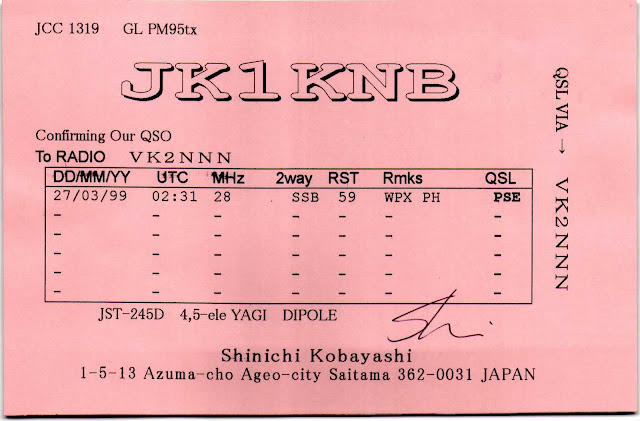 JCC 1319 GL PM95tx
JK1KNB
Confirming Our QSO
To RADIO VK2NNN
DD/MM/YY UTC MHz 2way RST Rmks QSL
27/03/99 02:31 28 SSB 59 WPX PH PSE
- - - - - - -
- - - - - - -
- - - - - - -
- - - - - - -
- - - - - - -
JST-245D 4,5-ele YAGI DIPOLE
Shi
Shinichi Kobayashi
1-5-13 Azuma-cho Ageo-city Saitama 362-0031 JAPAN
QSL VIA → VK2NNN